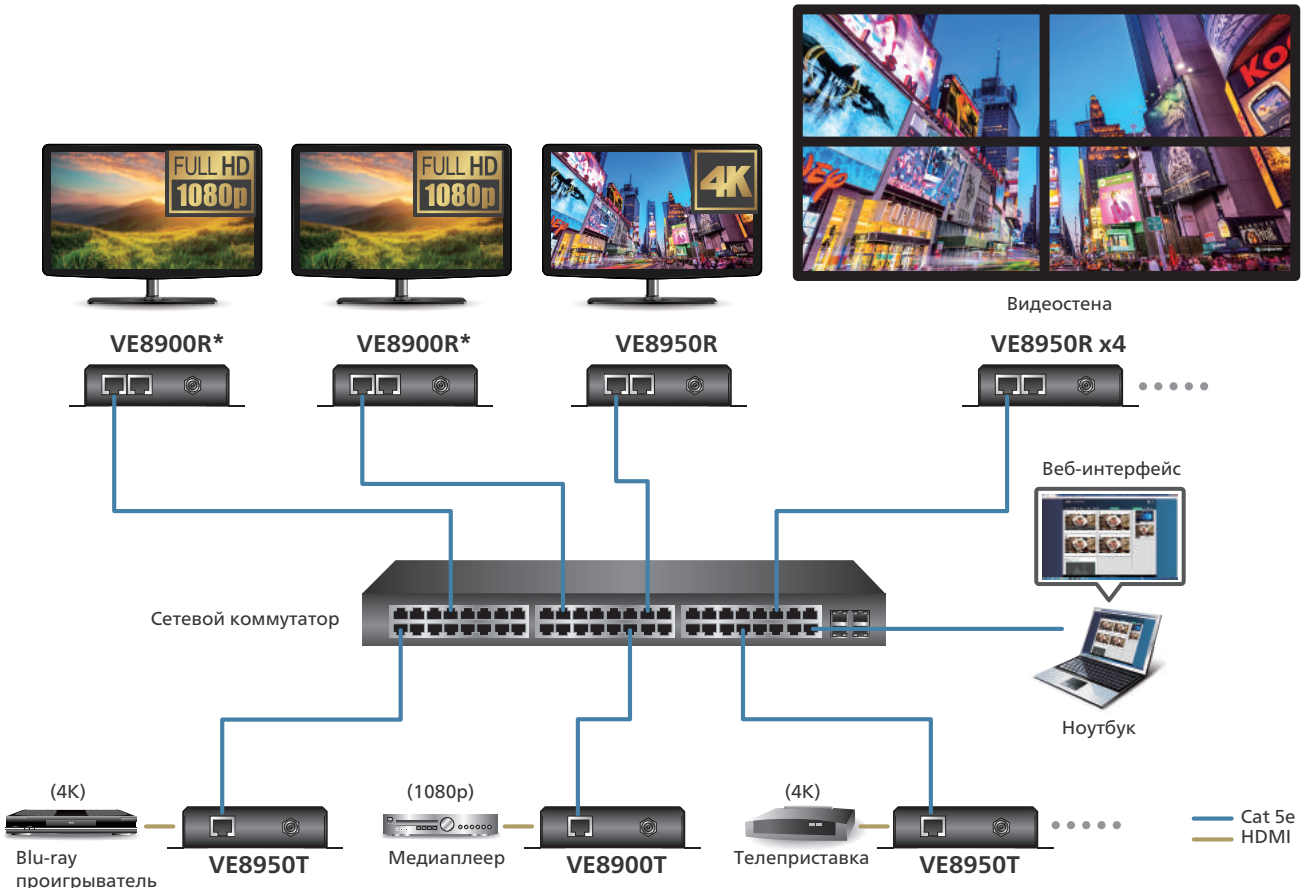 FULL HD
1080p
FULL HD
1080p
4K
Видеостена
VE8900R*
VE8900R*
VE8950R
VE8950R x4
Веб-интерфейс
Сетевой коммутатор
Ноутбук
(4K)
(1080p)
(4K)
Cat 5e
HDMI
Blu-ray
проигрыватель
VE8950T
Медиаплеер
VE8900T
Телеприставка
VE8950T